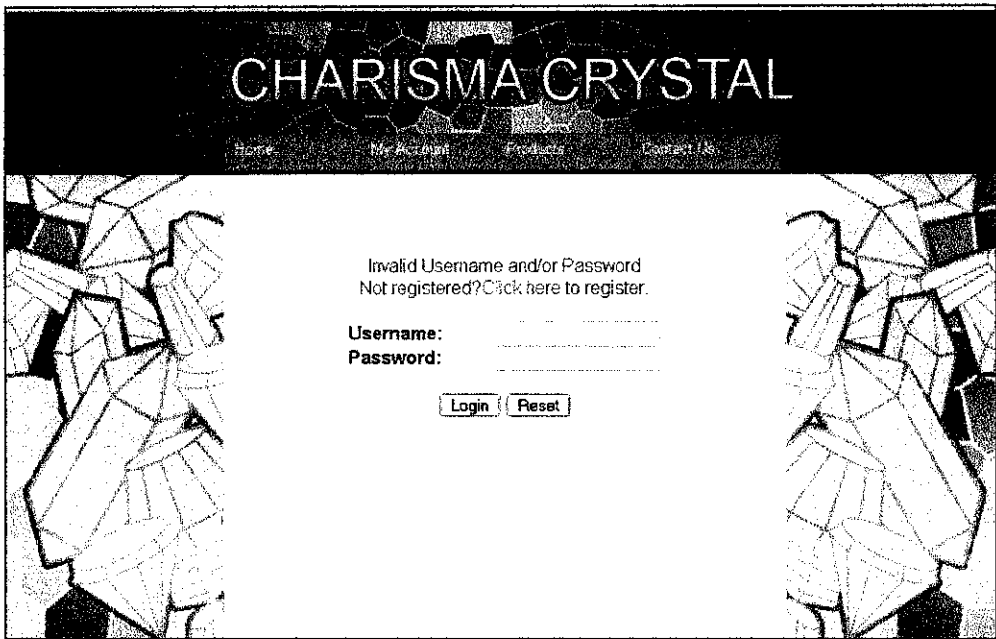 CHARISMA CRYSTAL
Home My Account Products Contact Us
Invalid Username and/or Password
Not registered?Click here to register.
Username:
Password:
Login Reset